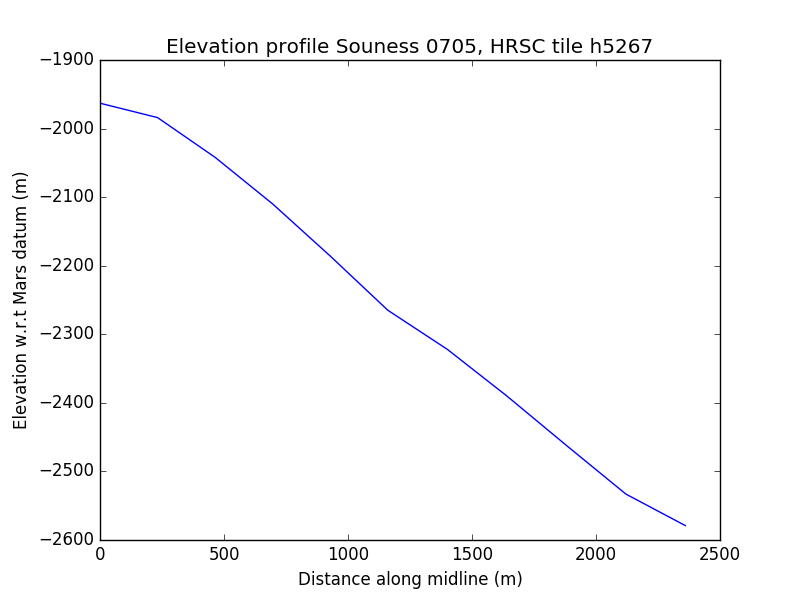 Elevation profile Souness 0705, HRSC tile h5267
Elevation w.r.t Mars datum (m)
−1900
−2000
−2100
−2200
−2300
−2400
−2500
−2600
0 500 1000 1500 2000 2500
Distance along midline (m)